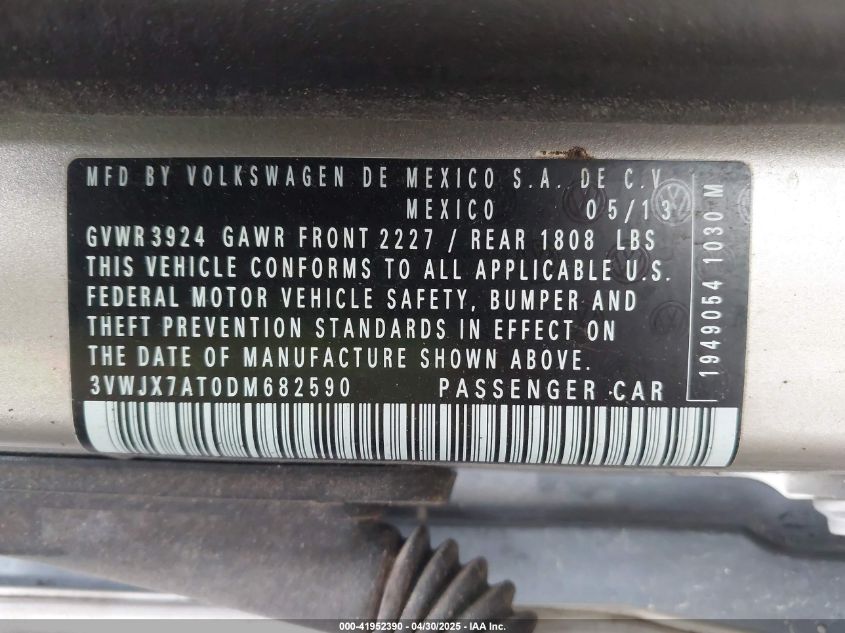 MFD BY VOLKSWAGEN DE MEXICO S.A. DE C.V
MEXICO 05/13
GVWR 3924 GAWR FRONT 2227 / REAR 1808 LBS
THIS VEHICLE CONFORMS TO ALL APPLICABLE U.S.
FEDERAL MOTOR VEHICLE SAFETY, BUMPER AND
THEFT PREVENTION STANDARDS IN EFFECT ON
THE DATE OF MANUFACTURE SHOWN ABOVE.
3VWJX7AT0DM682590 PASSENGER CAR
1949054 1030 M
000-41952390 - 04/30/2025 - IAA Inc.